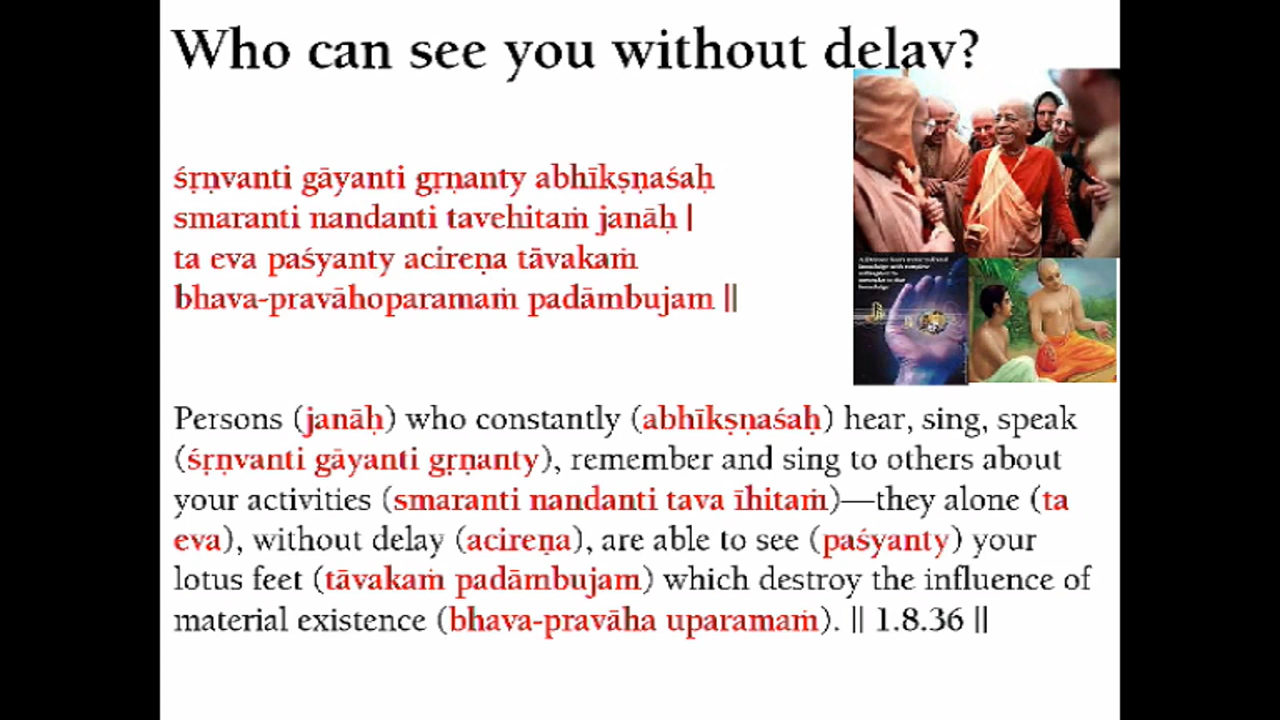 Who can see you without delay?
śṛṇvanti gāyanti gṛṇanty abhīkṣṇaśaḥ
smaranti nandanti tavehitaṁ janāḥ |
ta eva paśyanty acireṇa tāvakaṁ
bhava-pravāhoparamaṁ padāmbujam ||
Persons (janāḥ) who constantly (abhīkṣṇaśaḥ) hear, sing, speak
(śṛṇvanti gāyanti gṛṇanty), remember and sing to others about
your activities (smaranti nandanti tava īhitaṁ)—they alone (ta
eva), without delay (acireṇa), are able to see (paśyanty) your
lotus feet (tāvakaṁ padāmbujam) which destroy the influence of
material existence (bhava-pravāha uparamaṁ). || 1.8.36 ||